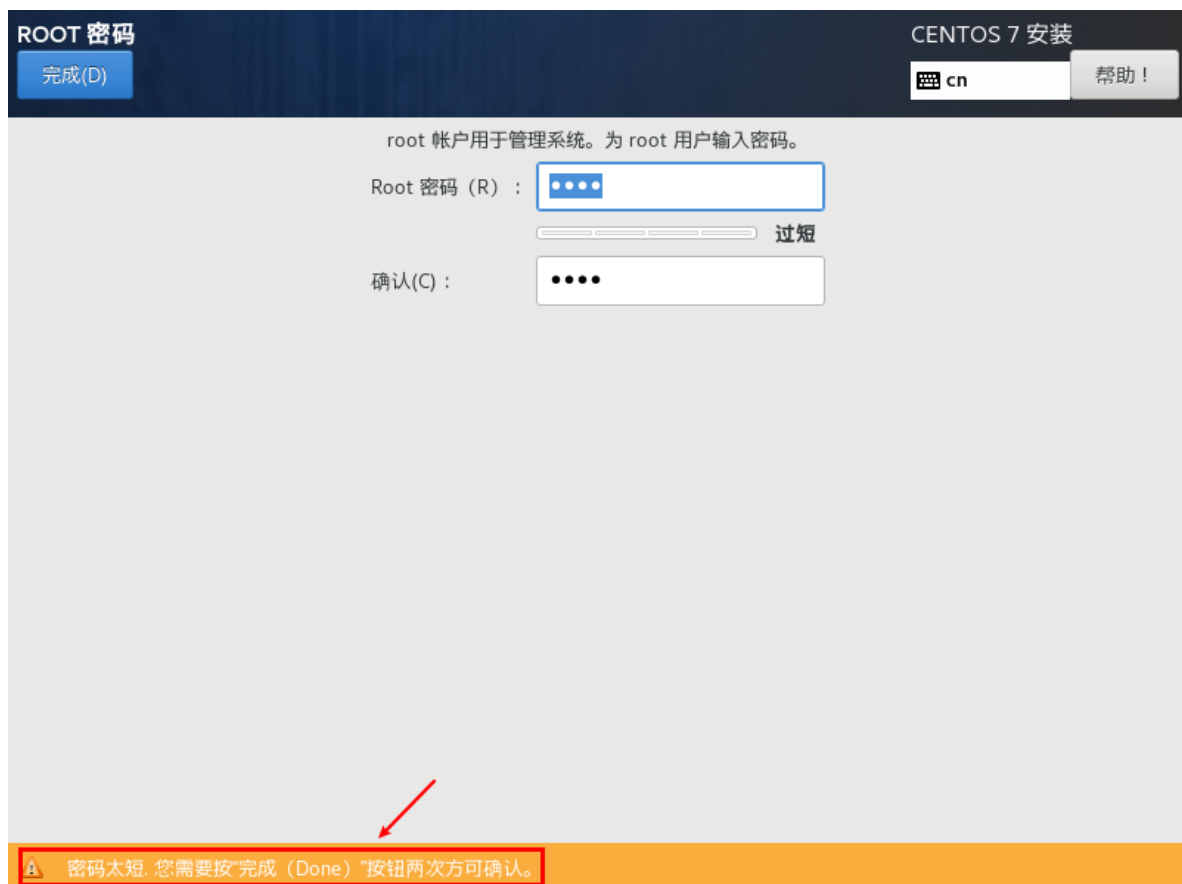 ROOT 密码
CENTOS 7 安装
完成(D)
cn
帮助！
root 帐户用于管理系统。为 root 用户输入密码。
Root 密码（R）：
••••
过短
确认(C)：
••••
密码太短. 您需要按“完成（Done）”按钮两次方可确认。